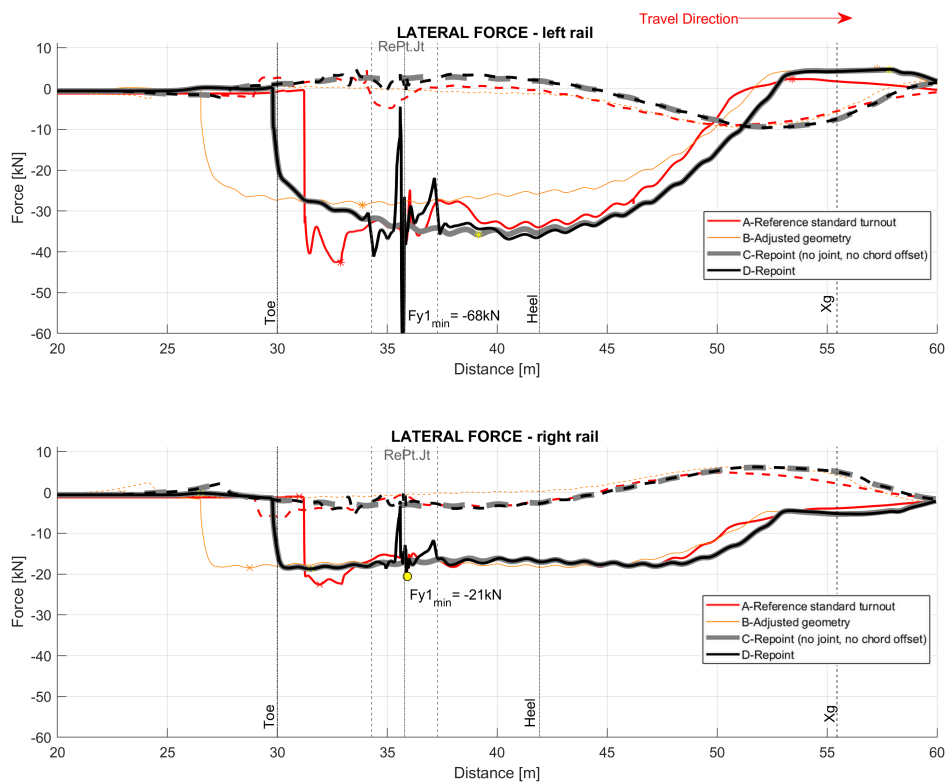 Travel Direction
LATERAL FORCE - left rail
RePt.Jt
10
0
-10
-20
-30
-40
-50
-60
Force [kN]
A-Reference standard turnout
B-Adjusted geometry
C-Repoint (no joint, no chord offset)
D-Repoint
Toe
Heel
Xg
Fy1min= -68kN
20 25 30 35 40 45 50 55 60
Distance [m]
LATERAL FORCE - right rail
RePt.Jt
10
0
-10
-20
-30
-40
-50
-60
Force [kN]
Fy1min= -21kN
A-Reference standard turnout
B-Adjusted geometry
C-Repoint (no joint, no chord offset)
D-Repoint
Toe
Heel
Xg
20 25 30 35 40 45 50 55 60
Distance [m]